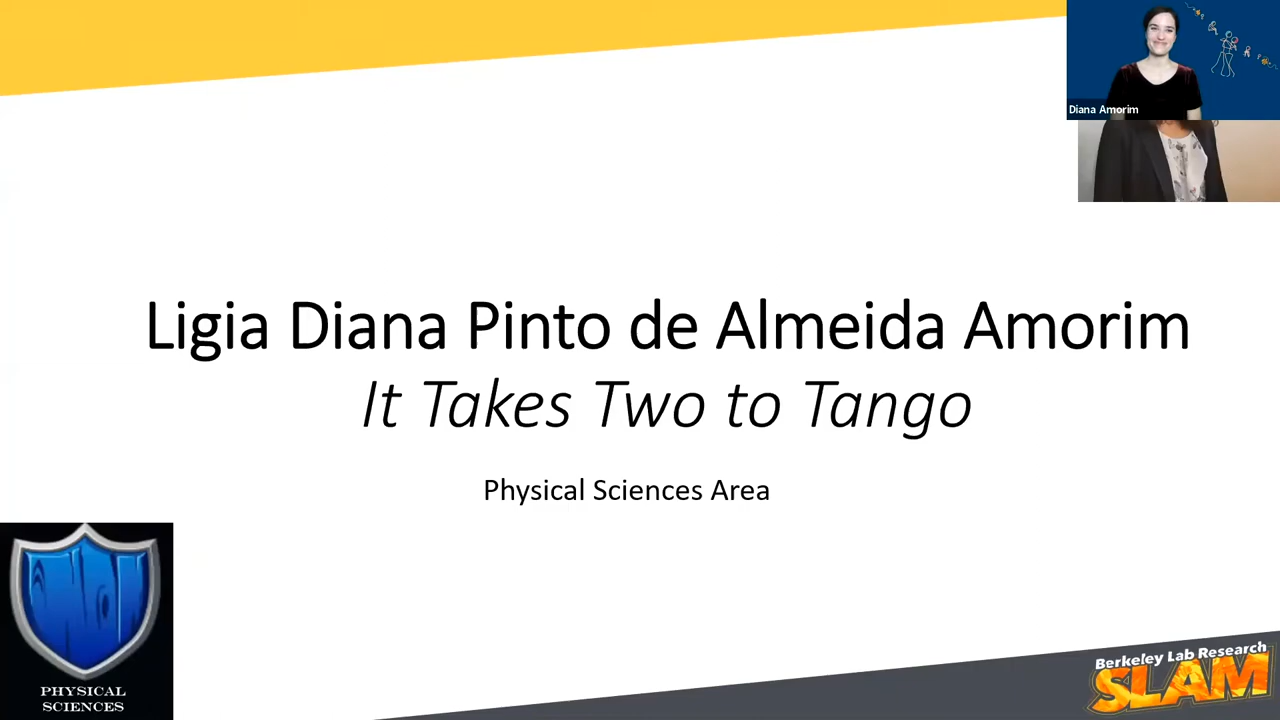 Diana Amorim
Ligia Diana Pinto de Almeida Amorim
It Takes Two to Tango
Physical Sciences Area
PHYSICAL
SCIENCES
Berkeley Lab Research
SLAM